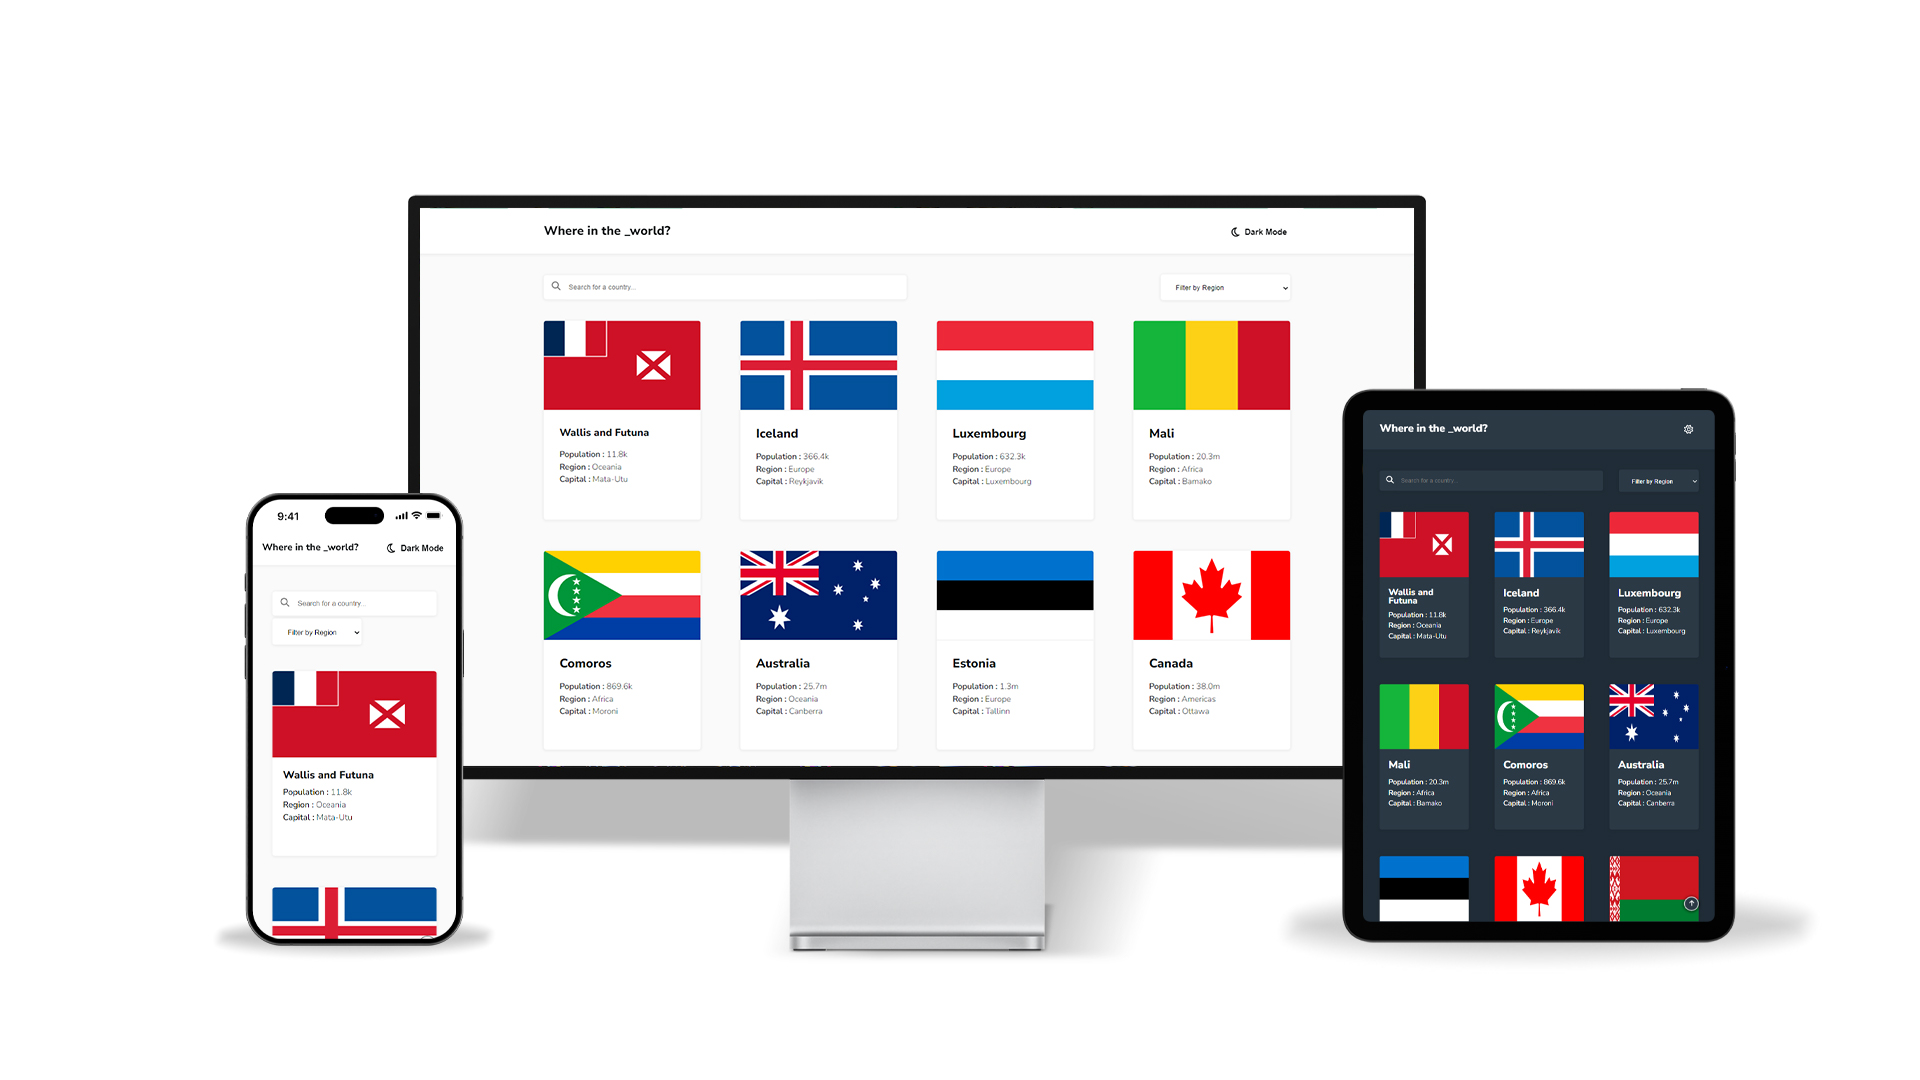 Where in the _world?
Dark Mode
Search for a country...
Filter by Region
Wallis and Futuna
Population : 11.8k
Region : Oceania
Capital : Mata-Utu
Iceland
Population : 366.4k
Region : Europe
Capital : Reykjavik
Luxembourg
Population : 632.3k
Region : Europe
Capital : Luxembourg
Mali
Population : 20.3m
Region : Africa
Capital : Bamako
Comoros
Population : 869.6k
Region : Africa
Capital : Moroni
Australia
Population : 25.7m
Region : Oceania
Capital : Canberra
Estonia
Population : 1.3m
Region : Europe
Capital : Tallinn
Canada
Population : 38.0m
Region : Americas
Capital : Ottawa
9:41
Where in the _world?
Dark Mode
Search for a country...
Filter by Region
Wallis and Futuna
Population : 11.8k
Region : Oceania
Capital : Mata-Utu
Where in the _world?
Search for a country...
Filter by Region
Wallis and
Futuna
Population : 11.8k
Region : Oceania
Capital : Mata-Utu
Iceland
Population : 366.4k
Region : Europe
Capital : Reykjavik
Luxembourg
Population : 632.3k
Region : Europe
Capital : Luxembourg
Mali
Population : 20.3m
Region : Africa
Capital : Bamako
Comoros
Population : 869.6k
Region : Africa
Capital : Moroni
Australia
Population : 25.7m
Region : Oceania
Capital : Canberra